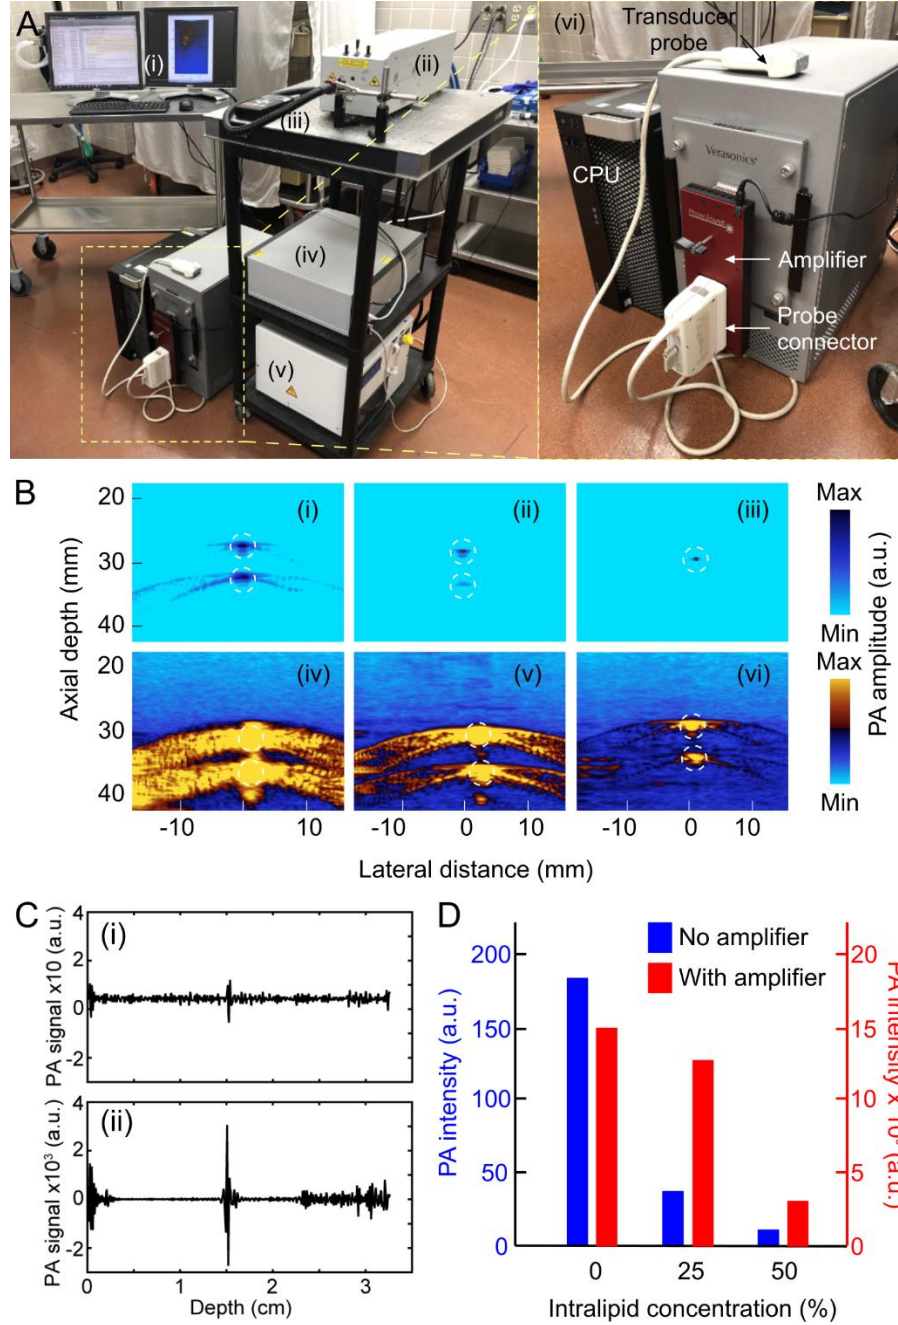 A
(i)
(ii)
(iii)
(iv)
(v)
(vi)
Transducer
probe
Verasonics
CPU
PhotoSound
Amplifier
Probe
connector
B
(i)
(ii)
(iii)
(iv)
(v)
(vi)
20
30
40
20
30
40
Axial depth (mm)
-10
10
-10
0
10
-10
0
10
Lateral distance (mm)
Max
Min
Max
Min
PA amplitude (a.u.)
C
(i)
4
2
0
-2
PA signal x10 (a.u.)
(ii)
4
2
0
-2
PA signal x10³ (a.u.)
0
1
2
3
Depth (cm)
D
No amplifier
With amplifier
200
150
100
50
0
PA intensity (a.u.)
20
15
10
5
0
PA intensity x 10
(a.u.)
0
25
50
Intralipid concentration (%)